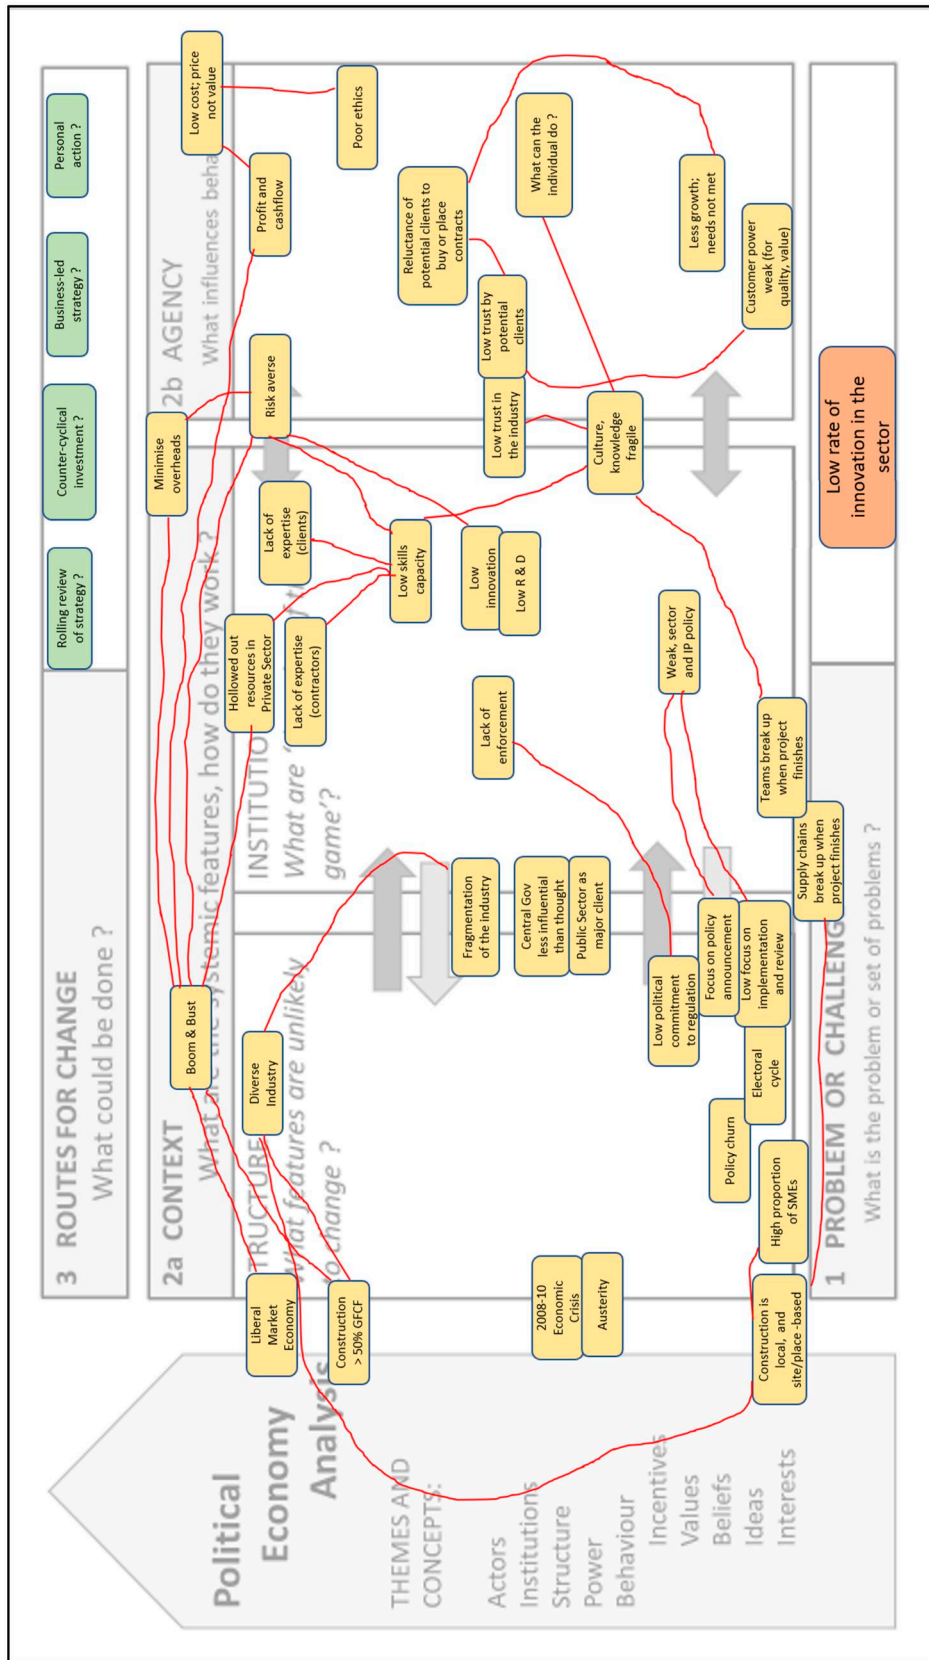 3 ROUTES FOR CHANGE
What could be done ?
Rolling review
of strategy ?
Counter-cyclical
investment ?
Business-led
strategy ?
Personal
action ?
2a CONTEXT
What are the systemic features, how do they work ?
2b AGENCY
What influences beha
Boom & Bust
Minimise
overheads
Low cost; price
not value
TRUCTURE
What features are unlikely
to change ?
INSTITUTIO
What are ‘
game’?
Liberal
Market
Economy
Diverse
Industry
Hollowed out
resources in
Private Sector
Lack of
expertise
(clients)
Risk averse
Profit and
cashflow
Construction
> 50% GFCF
Lack of expertise
(contractors)
Poor ethics
Low skills
capacity
Reluctance of
potential clients to
buy or place
contracts
Fragmentation
of the industry
Lack of
enforcement
Low
innovation
Low R & D
Low trust in
the industry
Low trust by
potential
clients
What can the
individual do ?
2008-10
Economic
Crisis
Austerity
Central Gov
less influential
than thought
Public Sector as
major client
Culture,
knowledge
fragile
Low political
commitment
to regulation
Weak, sector
and IP policy
Less growth;
needs not met
Policy churn
Focus on policy
announcement
Low focus on
implementation
and review
Electoral
cycle
Customer power
weak (for
quality, value)
Construction is
local, and
site/place -based
High proportion
of SMEs
Teams break up
when project
finishes
Supply chains
break up when
project finishes
1 PROBLEM OR CHALLENG
What is the problem or set of problems ?
Low rate of
innovation in the
sector
Political
Economy
Analysis
THEMES AND
CONCEPTS:
Actors
Institutions
Structure
Power
Behaviour
Incentives
Values
Beliefs
Ideas
Interests